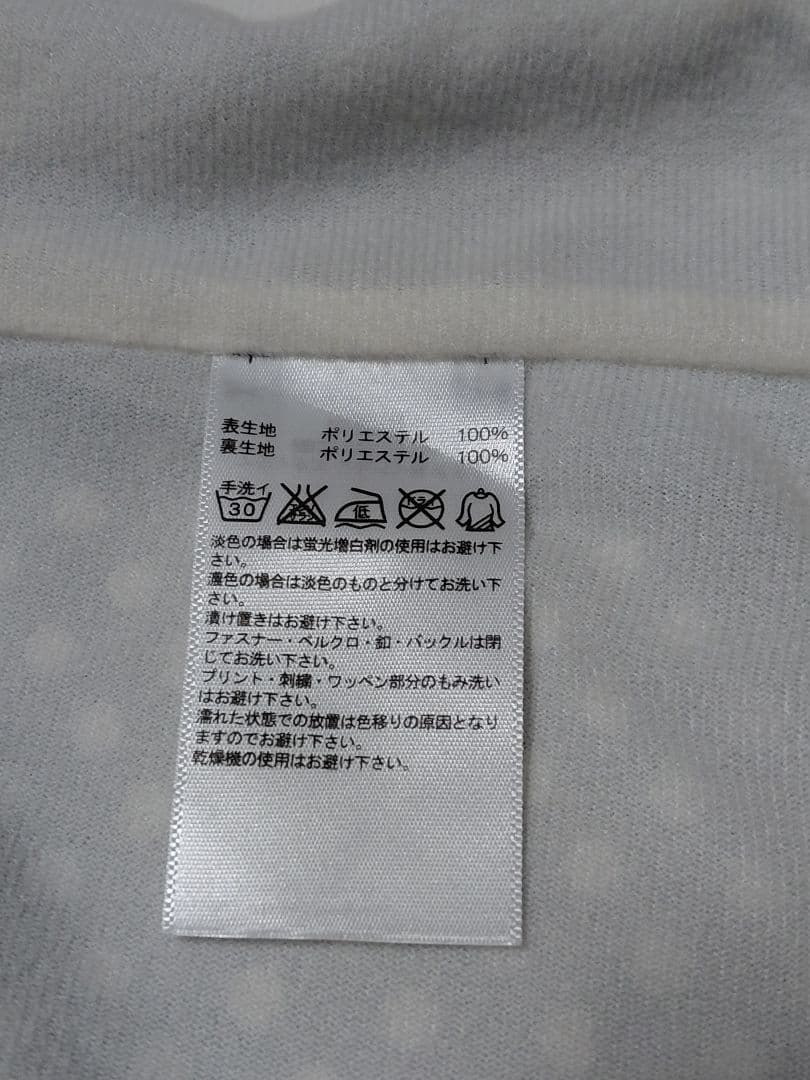 表生地 ポリエステル 100%
裏生地 ポリエステル 100%
手洗イ
30 低
淡色の場合は蛍光増白剤の使用はお避け下
さい。
濃色の場合は淡色のものと分けてお洗い下
さい。
漬け置きはお避け下さい。
ファスナー・ベルクロ・釦・バックルは閉
じてお洗い下さい。
プリント・刺繍・ワッペン部分のもみ洗い
はお避け下さい。
濡れた状態での放置は色移りの原因となり
ますのでお避け下さい。
乾燥機の使用はお避け下さい。